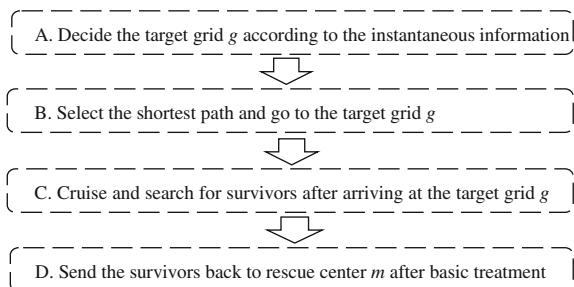 A. Decide the target grid g according to the instantaneous information
B. Select the shortest path and go to the target grid g
C. Cruise and search for survivors after arriving at the target grid g
D. Send the survivors back to rescue center m after basic treatment